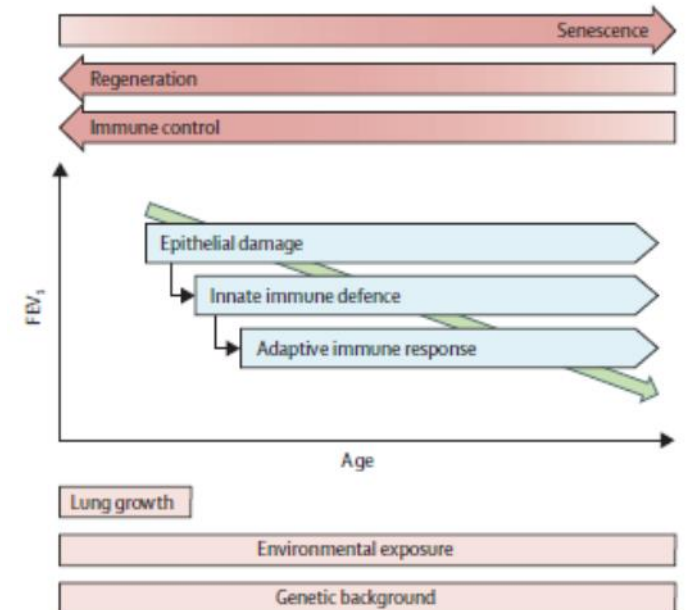 Senescence
Regeneration
Immune control
Epithelial damage
Innate immune defence
Adaptive immune response
FEV₁
Age
Lung growth
Environmental exposure
Genetic background